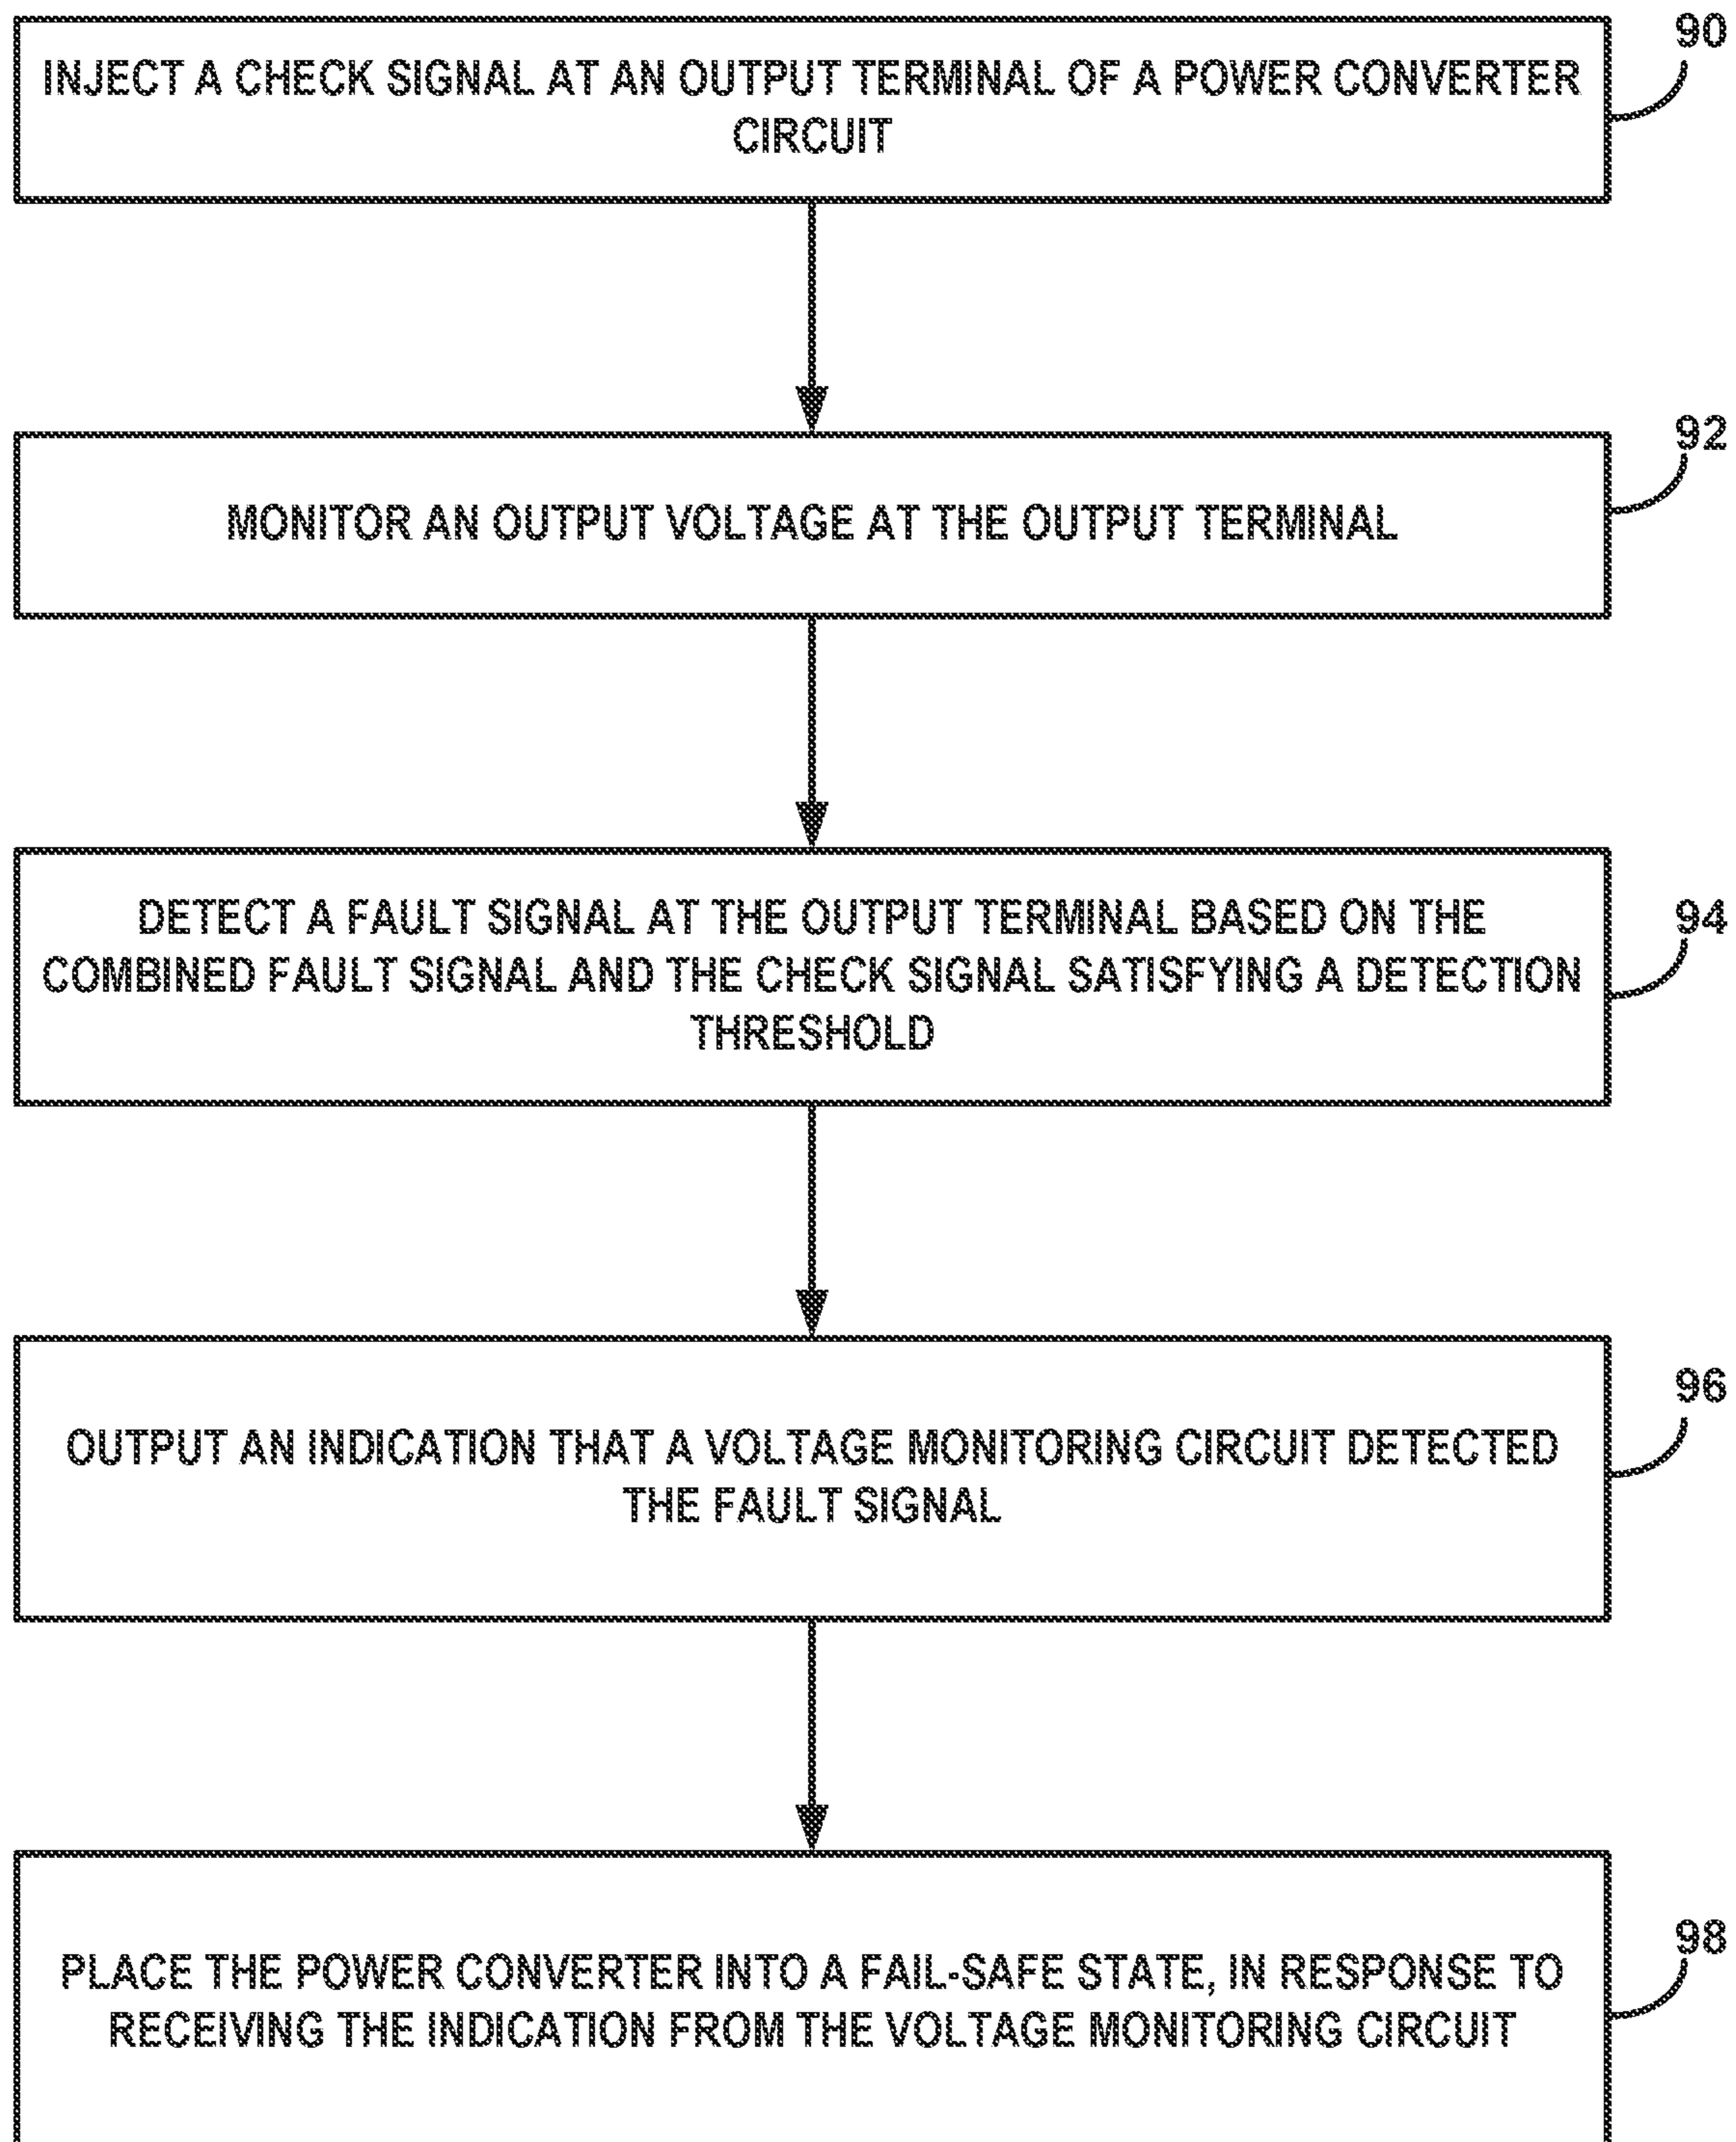 90
INJECT A CHECK SIGNAL AT AN OUTPUT TERMINAL OF A POWER CONVERTER
CIRCUIT
92
MONITOR AN OUTPUT VOLTAGE AT THE OUTPUT TERMINAL
94
DETECT A FAULT SIGNAL AT THE OUTPUT TERMINAL BASED ON THE
COMBINED FAULT SIGNAL AND THE CHECK SIGNAL SATISFYING A DETECTION
THRESHOLD
96
OUTPUT AN INDICATION THAT A VOLTAGE MONITORING CIRCUIT DETECTED
THE FAULT SIGNAL
98
PLACE THE POWER CONVERTER INTO A FAIL-SAFE STATE, IN RESPONSE TO
RECEIVING THE INDICATION FROM THE VOLTAGE MONITORING CIRCUIT